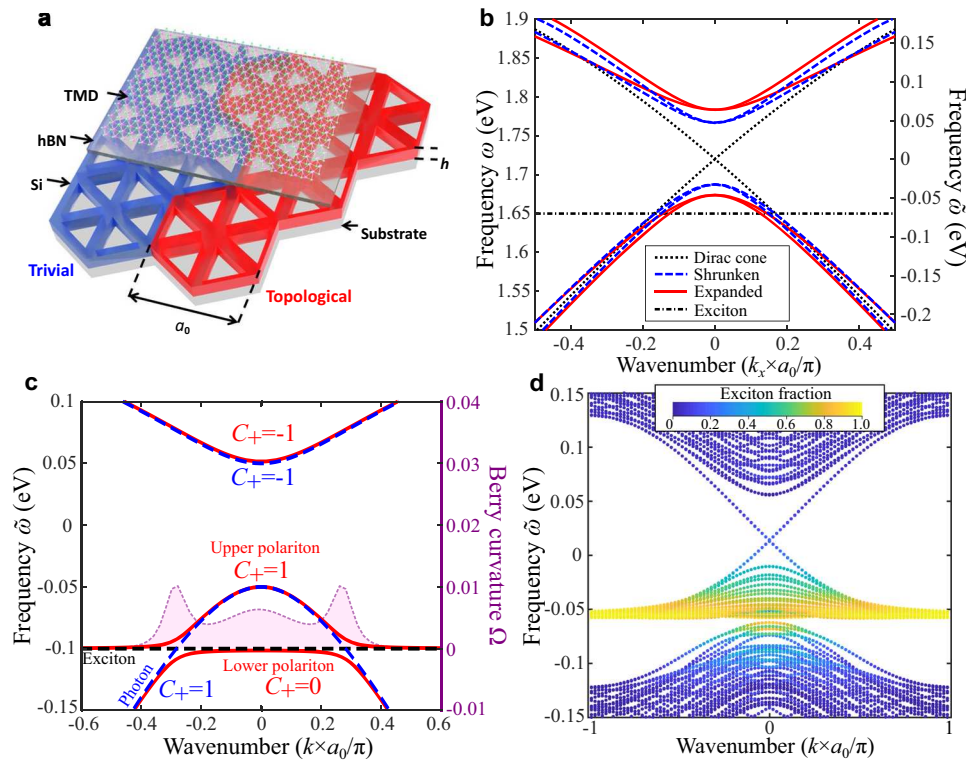 a
TMD
hBN
Si
h
Substrate
Trivial
Topological
a₀
b
Frequency ω (eV)
1.9
1.85
1.8
1.75
1.7
1.65
1.6
1.55
1.5
Dirac cone
Shrunken
Expanded
Exciton
0.15
0.1
0.05
0
-0.05
-0.1
-0.15
-0.2
Frequency ω̃ (eV)
-0.4 -0.2 0 0.2 0.4
Wavenumber (kₓ×a₀/π)
c
Frequency ω̃ (eV)
0.1
0.05
0
-0.05
-0.1
-0.15
C₊=-1
C₊=-1
Upper polariton
C₊=1
Exciton
Photon
C₊=1
Lower polariton
C₊=0
0.04
0.03
0.02
0.01
0
-0.01
Berry curvature Ω
-0.6 -0.4 -0.2 0 0.2 0.4 0.6
Wavenumber (k×a₀/π)
d
Exciton fraction
0 0.2 0.4 0.6 0.8 1.0
Frequency ω̃ (eV)
0.15
0.1
0.05
0
-0.05
-0.1
-0.15
-1 0 1
Wavenumber (k×a₀/π)